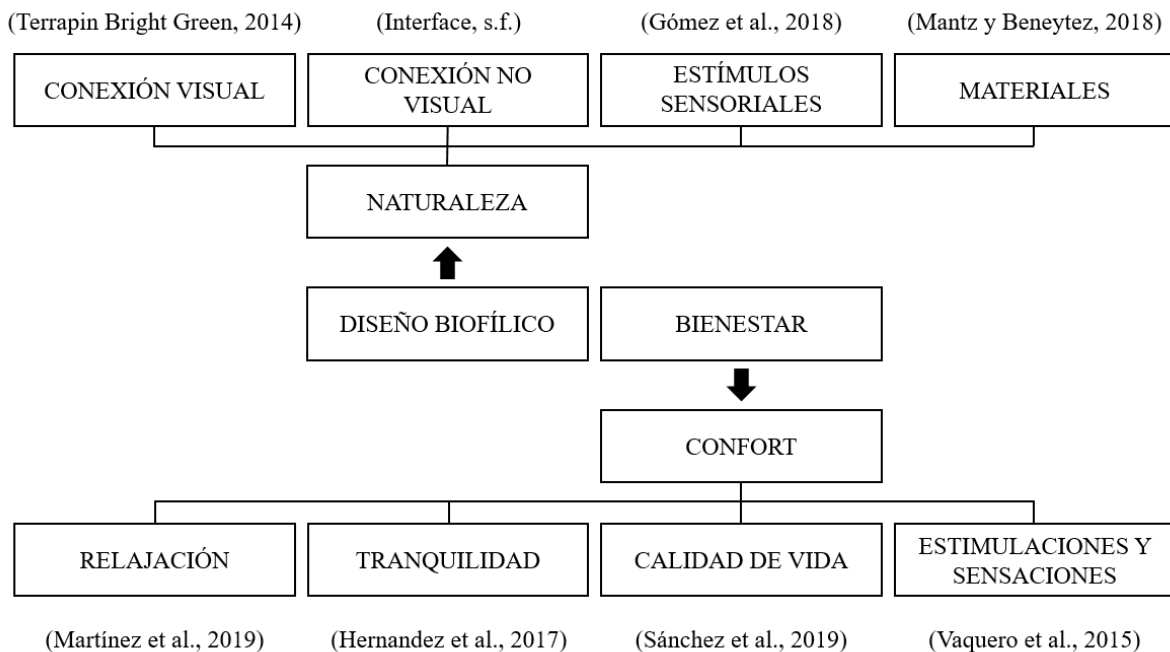 (Terrapin Bright Green, 2014)
(Interface, s.f.)
(Gómez et al., 2018)
(Mantz y Beneytez, 2018)
CONEXIÓN VISUAL
CONEXIÓN NO
VISUAL
ESTÍMULOS
SENSORIALES
MATERIALES
NATURALEZA
DISEÑO BIOFÍLICO
BIENESTAR
CONFORT
RELAJACIÓN
TRANQUILIDAD
CALIDAD DE VIDA
ESTIMULACIONES Y
SENSACIONES
(Martínez et al., 2019)
(Hernandez et al., 2017)
(Sánchez et al., 2019)
(Vaquero et al., 2015)